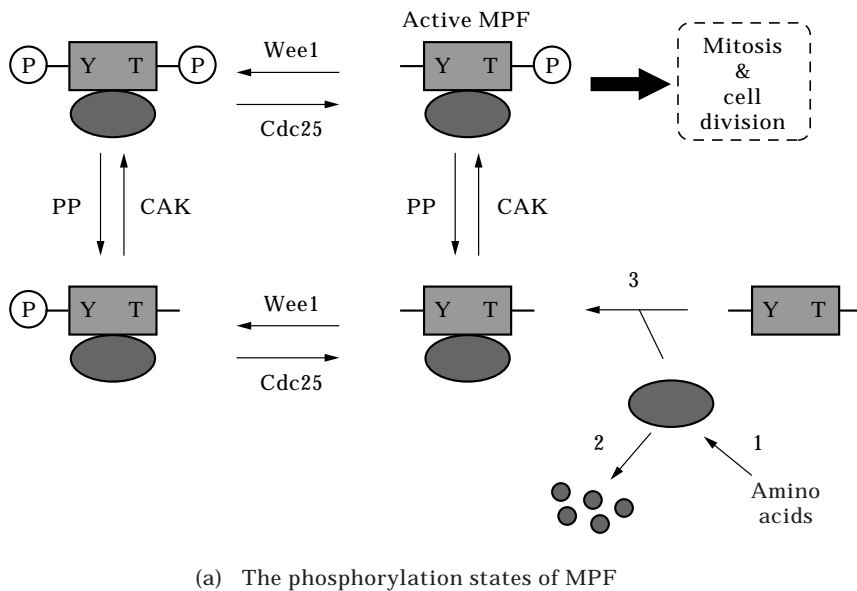 Active MPF
P Y T P
Wee1
Cdc25
Y T P
Mitosis
&
cell
division
PP CAK
PP CAK
P Y T
Wee1
Cdc25
Y T
3
Y T
2
1
Amino
acids
(a) The phosphorylation states of MPF